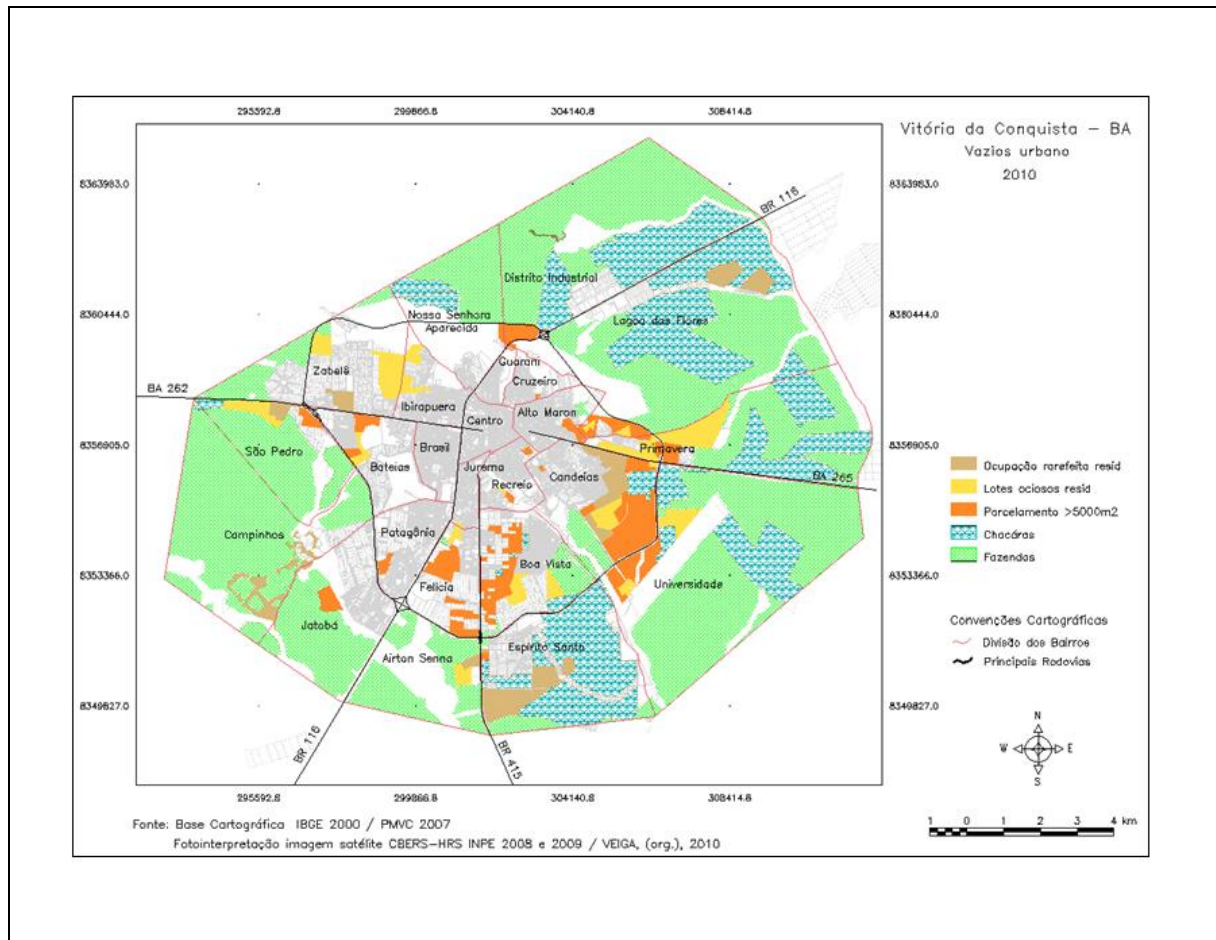 295592.8 299866.8 304140.8 308414.8
Vitória da Conquista – BA
Vazios urbano
2010
8363983.0
8363983.0
BR 116
Distrito Industrial
8360444.0
Nossa Senhora
Aparecida
Lagoa das Flores
8360444.0
Guarani
Zabelê
Cruzeiro
BA 262
Ibirapuera
Centro
Alto Maron
8356905.0
São Pedro
Brasil
Primavera
8356905.0
Bateias
Jurema
Recreio
Candeias
BA 265
Ocupação rarefeita resid
Lotes ociosos resid
Parcelamento >5000m2
Chacáras
Fazendas
Campinhos
Patagônia
8353366.0
Felícia
Boa Vista
Universidade
8353366.0
Jatobá
Airton Senna
Espírito Santo
Convenções Cartográficas
Divisão dos Bairros
Principais Rodovias
8349827.0
8349827.0
BR 116
BR 415
N
W E
S
295592.8 299866.8 304140.8 308414.8
1 0 1 2 3 4 km
Fonte: Base Cartográfica IBGE 2000 / PMVC 2007
Fotointerpretação imagem satélite CBERS–HRS INPE 2008 e 2009 / VEIGA, (org.), 2010